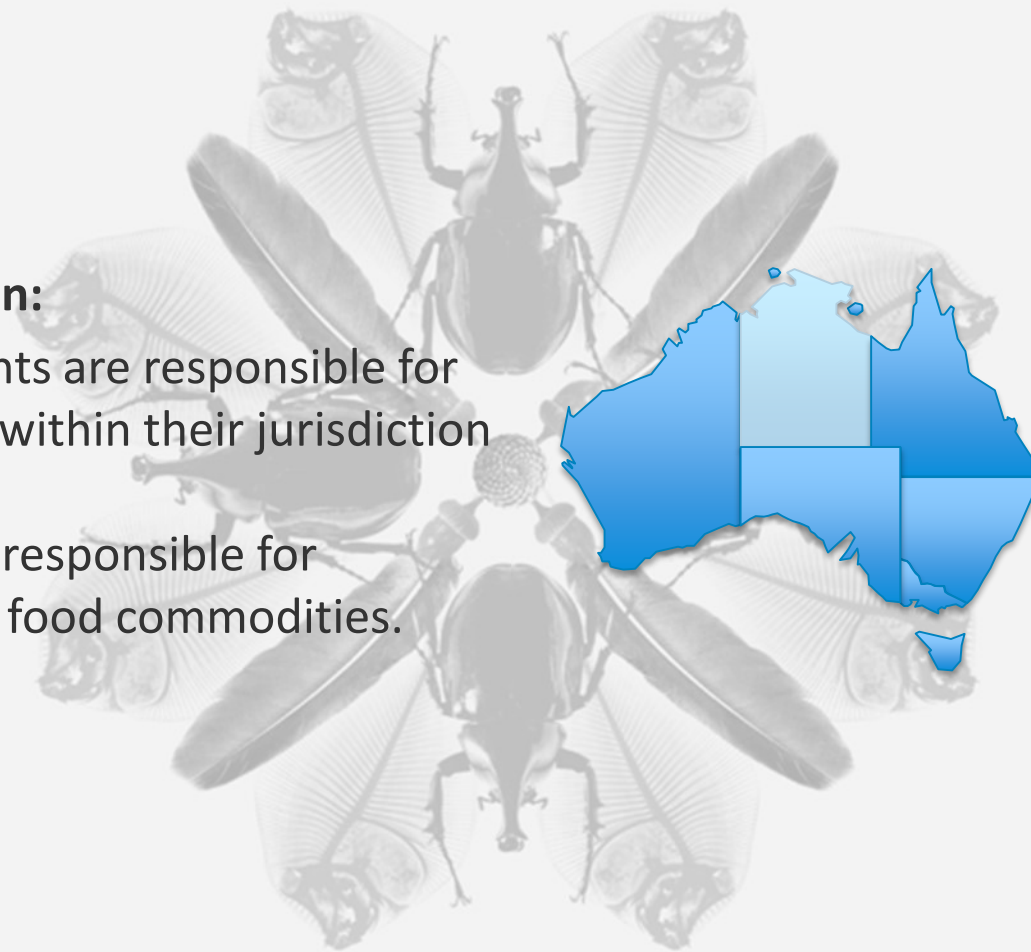 n:
nts are responsible for
within their jurisdiction
responsible for
food commodities.